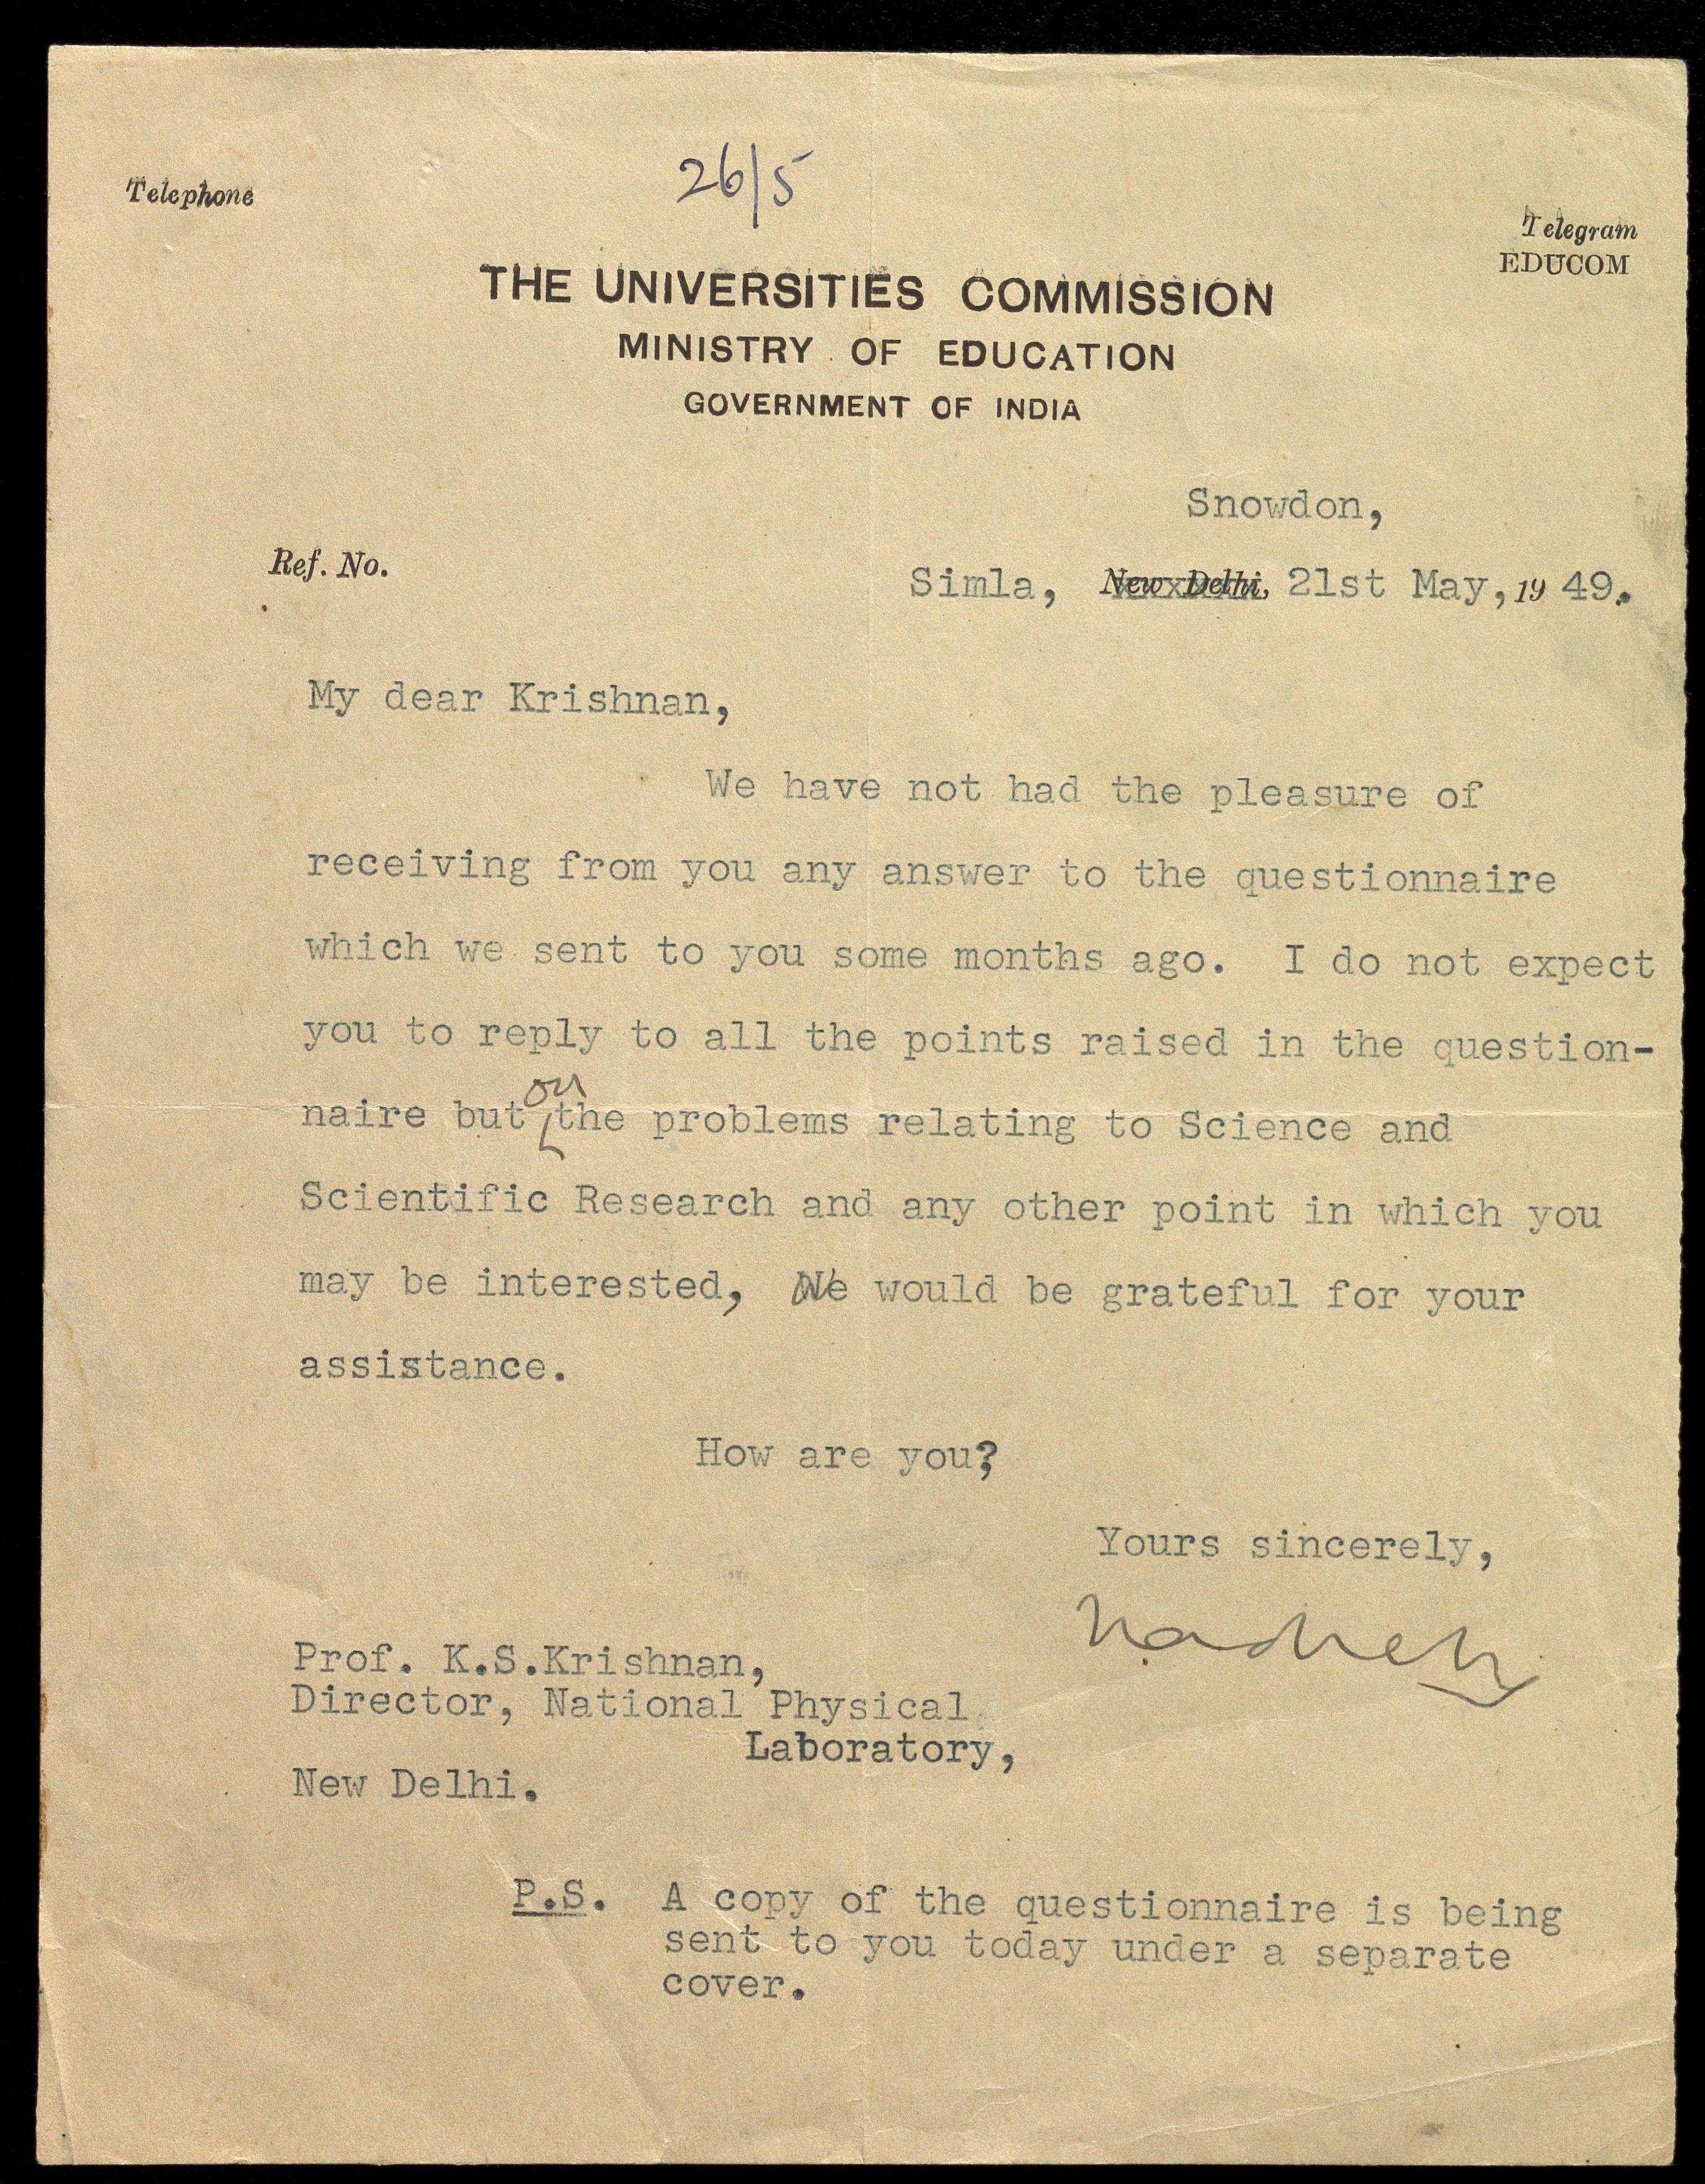 26/5
Telephone
Telegram
EDUCOM
THE UNIVERSITIES COMMISSION
MINISTRY OF EDUCATION
GOVERNMENT OF INDIA
Snowdon,
Ref. No.
Simla, New Delhi, 21st May, 19 49.
My dear Krishnan,
We have not had the pleasure of
receiving from you any answer to the questionnaire
which we sent to you some months ago. I do not expect
you to reply to all the points raised in the question-
naire but on the problems relating to Science and
Scientific Research and any other point in which you
may be interested, We would be grateful for your
assistance.
How are you?
Yours sincerely,
Prof. K.S.Krishnan,
Director, National Physical
Laboratory,
New Delhi.
P.S. A copy of the questionnaire is being
sent to you today under a separate
cover.